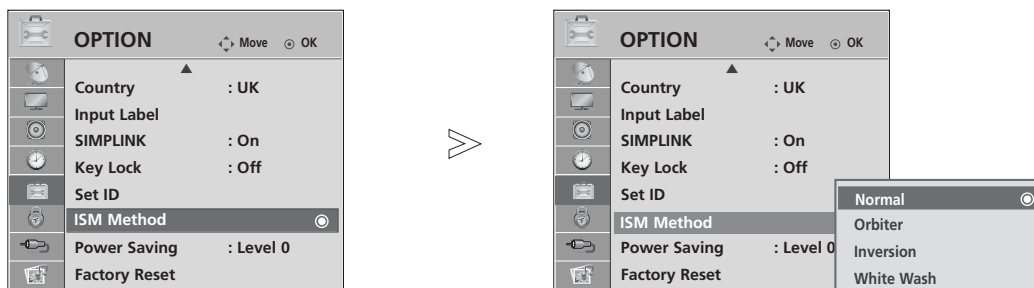 OPTION Move OK
Country : UK
Input Label
SIMPLINK : On
Key Lock : Off
Set ID
ISM Method
Power Saving : Level 0
Factory Reset
OPTION Move OK
Country : UK
Input Label
SIMPLINK : On
Key Lock : Off
Set ID
ISM Method
Power Saving : Level 0
Factory Reset
Normal
Orbiter
Inversion
White Wash